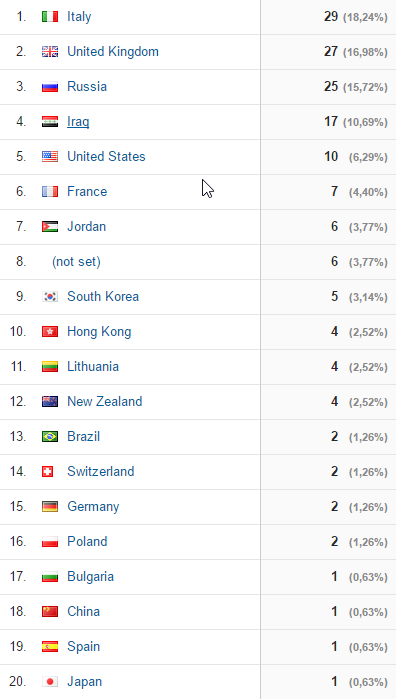 1. Italy 29 (18,24%)
2. United Kingdom 27 (16,98%)
3. Russia 25 (15,72%)
4. Iraq 17 (10,69%)
5. United States 10 (6,29%)
6. France 7 (4,40%)
7. Jordan 6 (3,77%)
8. (not set) 6 (3,77%)
9. South Korea 5 (3,14%)
10. Hong Kong 4 (2,52%)
11. Lithuania 4 (2,52%)
12. New Zealand 4 (2,52%)
13. Brazil 2 (1,26%)
14. Switzerland 2 (1,26%)
15. Germany 2 (1,26%)
16. Poland 2 (1,26%)
17. Bulgaria 1 (0,63%)
18. China 1 (0,63%)
19. Spain 1 (0,63%)
20. Japan 1 (0,63%)